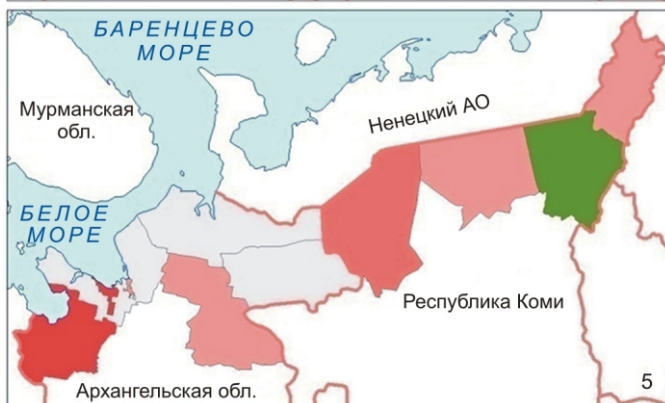 БАРЕНЦЕВО
МОРЕ
Мурманская
обл.
Ненецкий АО
БЕЛОЕ
МОРЕ
Республика Коми
Архангельская обл.
5